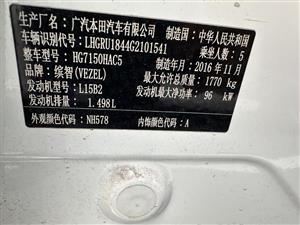 生产厂名：广汽本田汽车有限公司 制造国：中华人民共和国
车辆识别代号：LHGRU1844G2101541 乘坐人数：5
整车型号：HG7150HAC5 制造年月：2016年11月
品牌：缤智(VEZEL) 最大允许总质量：1770 kg
发动机型号：L15B2 发动机最大净功率：96 kW
发动机排量：1.498L
外观颜色代码：NH578 内饰颜色代码：A